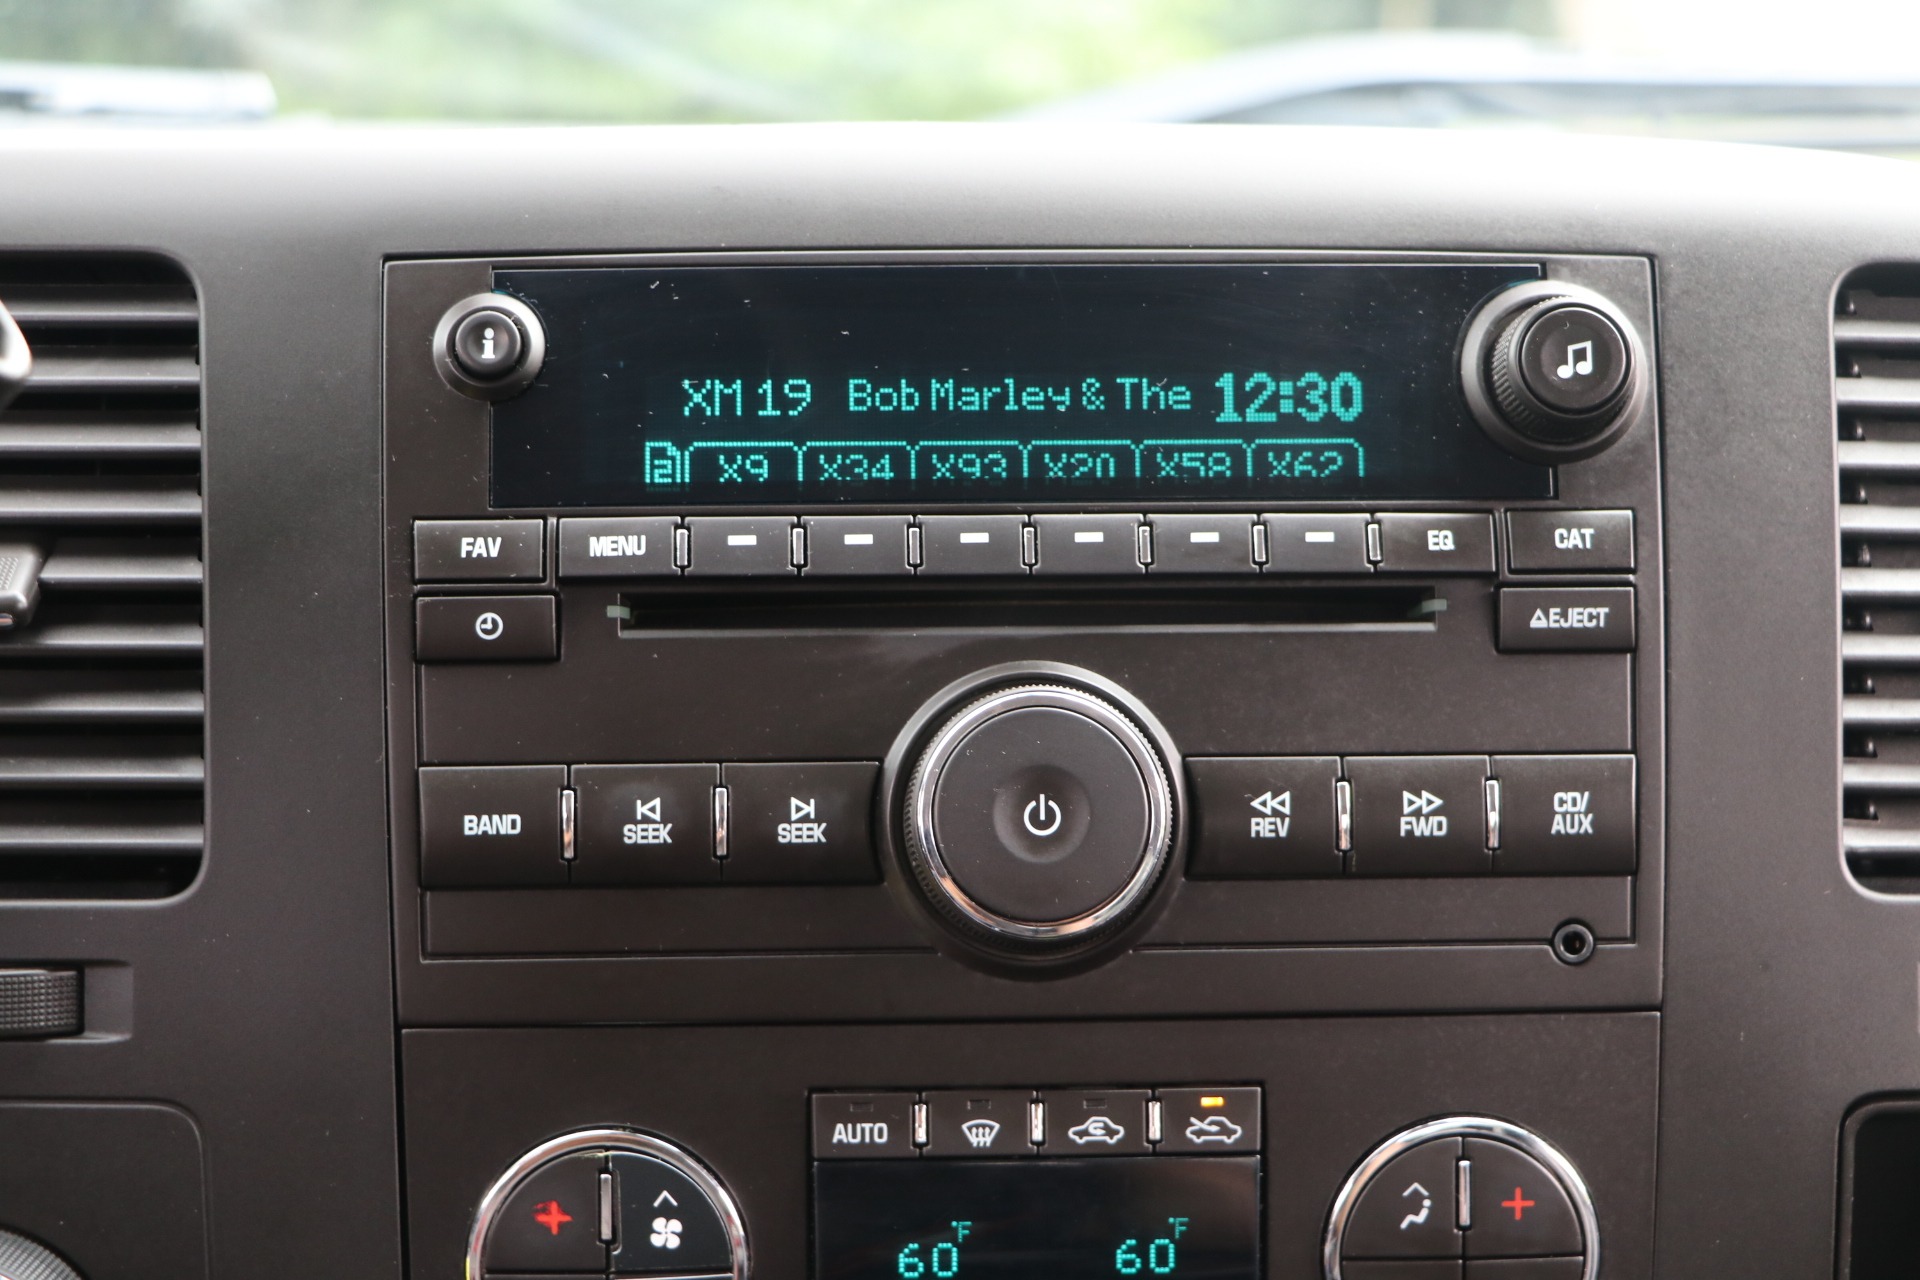 i
XM 19 Bob Marley & The 12:30
2 X9 X34 X93 X20 X58 X62
FAV MENU EQ CAT
EJECT
BAND SEEK SEEK REV FWD CD/
AUX
AUTO
60°F 60°F